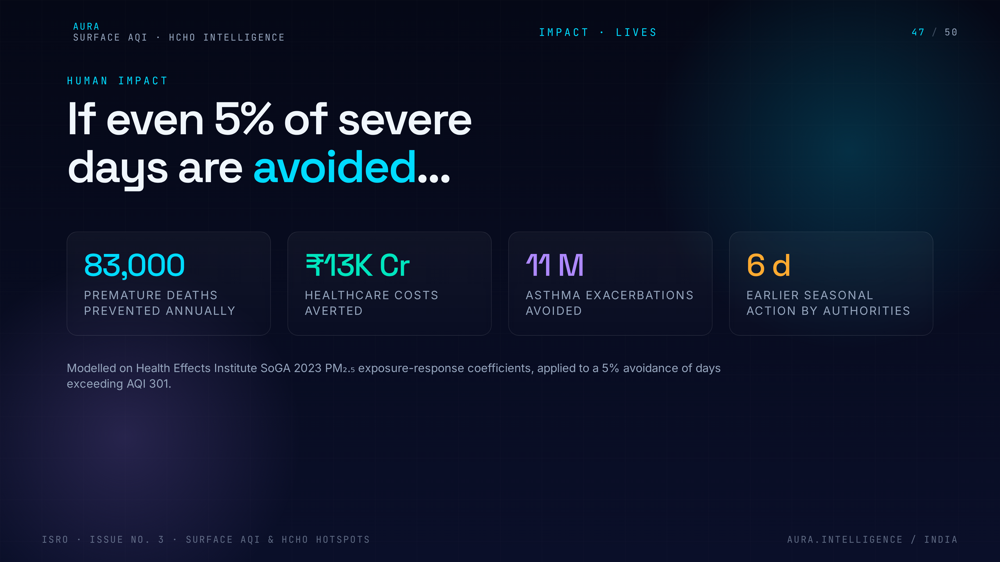 AURA
SURFACE AQI · HCHO INTELLIGENCE
IMPACT · LIVES
47 / 50
HUMAN IMPACT
If even 5% of severe
days are avoided...
83,000
PREMATURE DEATHS
PREVENTED ANNUALLY
₹13K Cr
HEALTHCARE COSTS
AVERTED
11 M
ASTHMA EXACERBATIONS
AVOIDED
6 d
EARLIER SEASONAL
ACTION BY AUTHORITIES
Modelled on Health Effects Institute SoGA 2023 PM₂.₅ exposure-response coefficients, applied to a 5% avoidance of days
exceeding AQI 301.
ISRO · ISSUE NO. 3 · SURFACE AQI & HCHO HOTSPOTS
AURA.INTELLIGENCE / INDIA